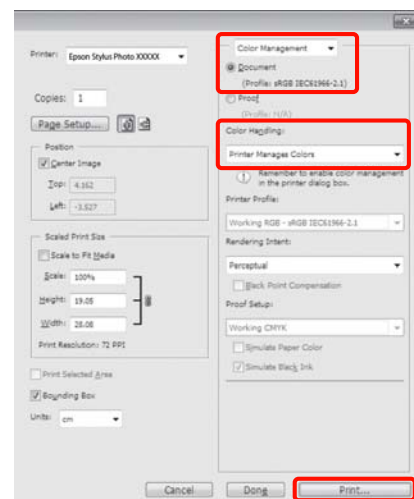 Printer: Epson Stylus Photo XXXXX
Copies: 1
Page Setup...
Position
Center Image
Top: 4.162
Left: -3.527
Scaled Print Size
Scale to Fit Media
Scale: 100%
Height: 19.05
Width: 28.08
Print Resolution: 72 PPI
Print Selected Area
Bounding Box
Units: cm
Color Management
Document
(Profile: sRGB IEC61966-2.1)
Proof
(Profile: N/A)
Color Handling:
Printer Manages Colors
Remember to enable color management
in the printer dialog box.
Printer Profile:
Working RGB - sRGB IEC61966-2.1
Rendering Intent:
Perceptual
Black Point Compensation
Proof Setup:
Working CMYK
Simulate Paper Color
Simulate Black Ink
Cancel
Done
Print...